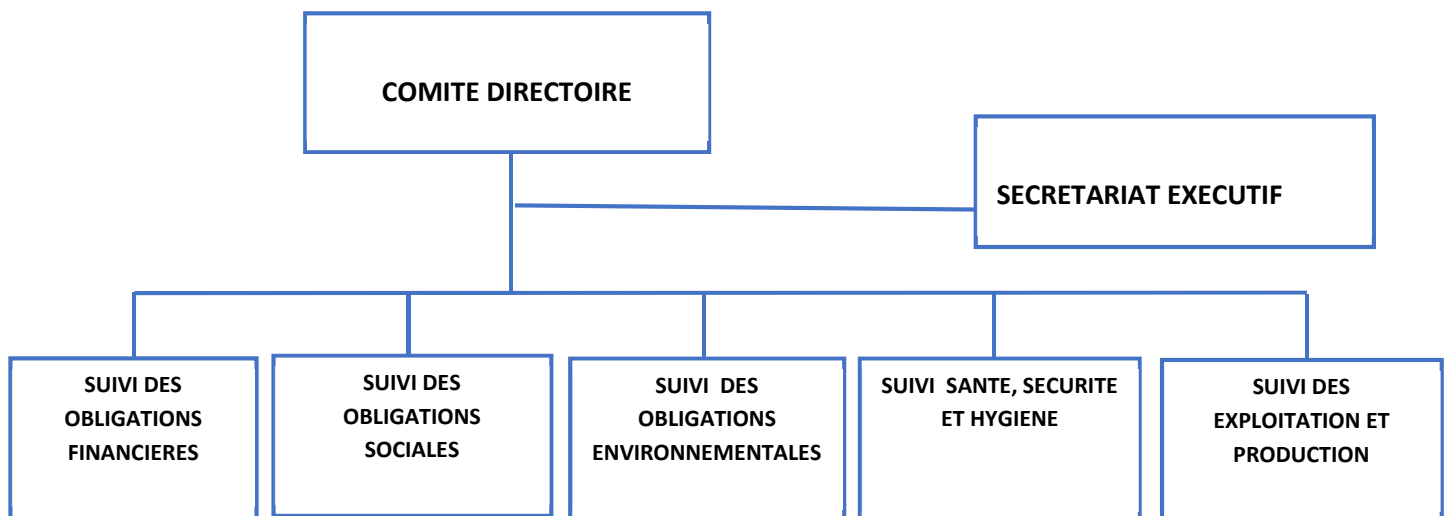 COMITE DIRECTOIRE
SECRETARIAT EXECUTIF
SUIVI DES
OBLIGATIONS
FINANCIERES
SUIVI DES
OBLIGATIONS
SOCIALES
SUIVI DES
OBLIGATIONS
ENVIRONNEMENTALES
SUIVI SANTE, SECURITE
ET HYGIENE
SUIVI DES
EXPLOITATION ET
PRODUCTION